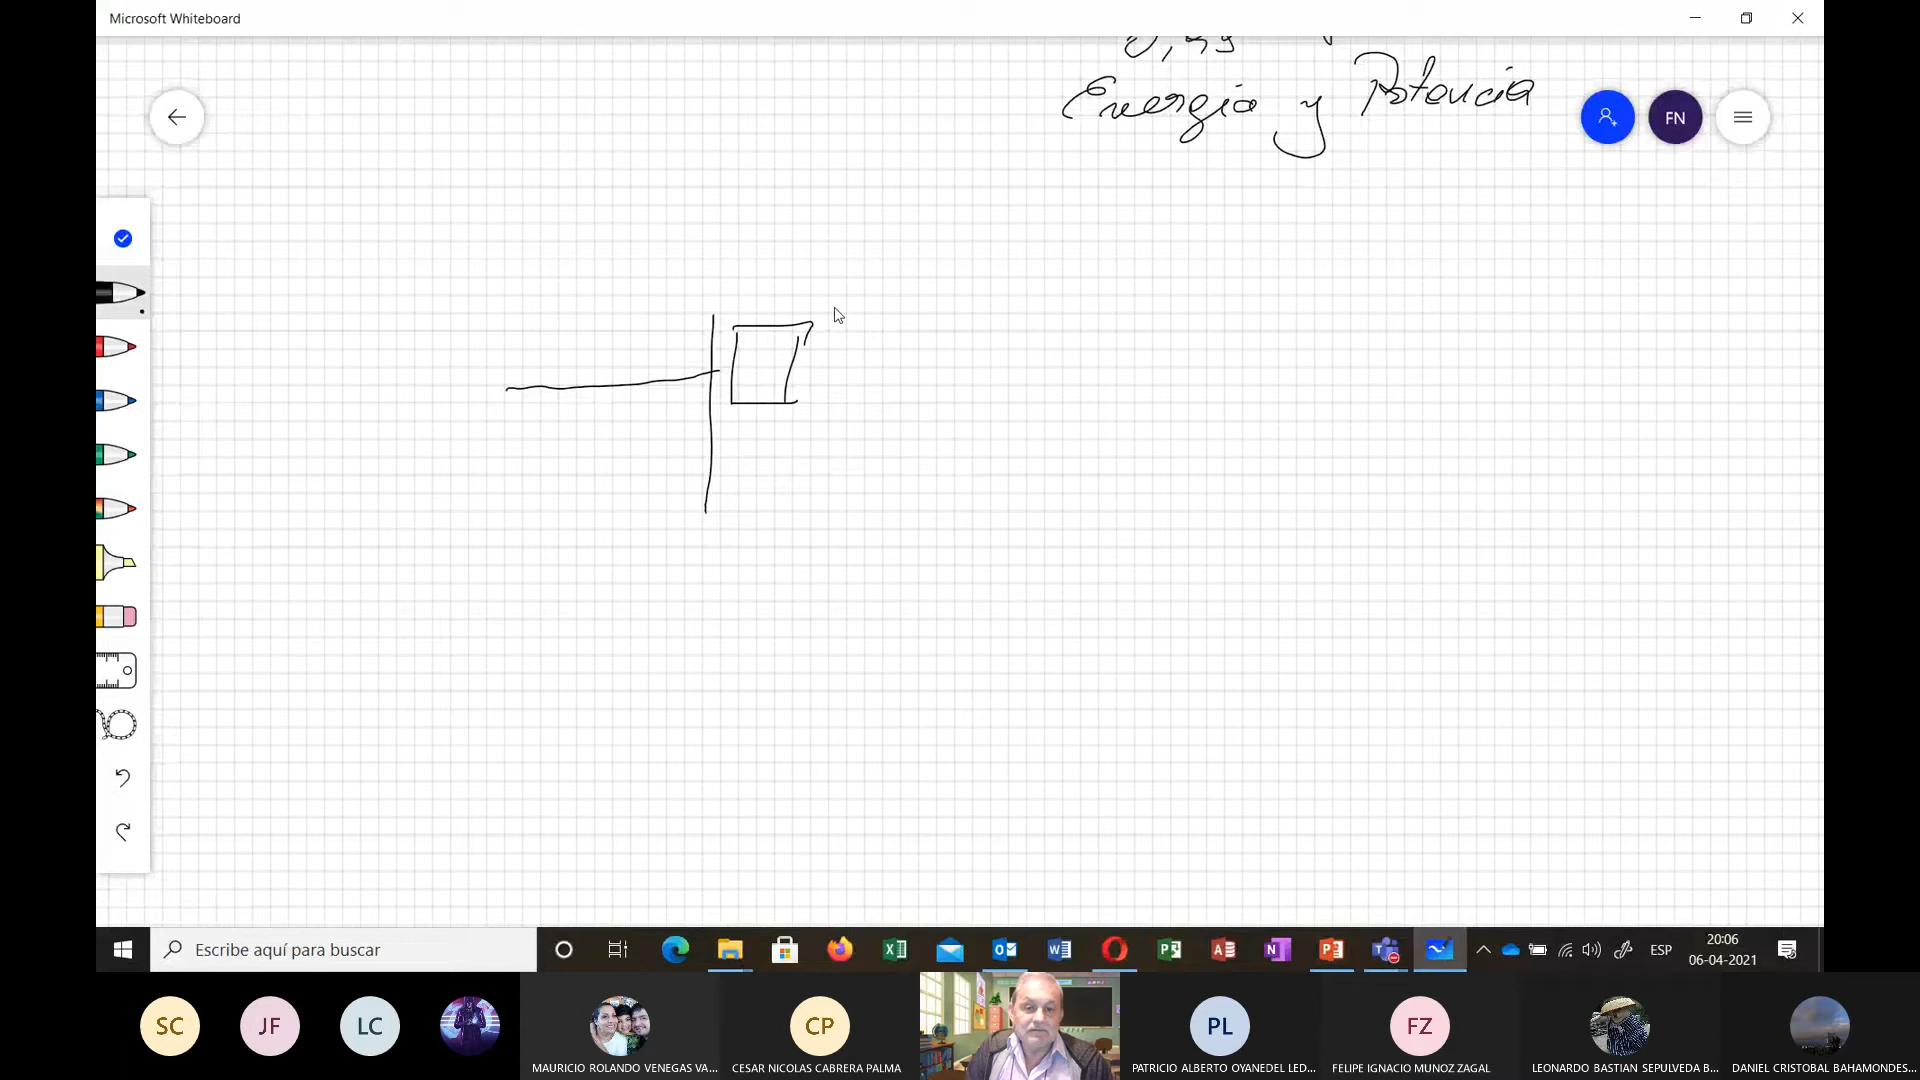 Microsoft Whiteboard
Energia y Potencia
FN
Escribe aquí para buscar
ESP
20:06
06-04-2021
SC
JF
LC
CP
PL
FZ
MAURICIO ROLANDO VENEGAS VA...
CESAR NICOLAS CABRERA PALMA
PATRICIO ALBERTO OYANEDEL LED...
FELIPE IGNACIO MUNOZ ZAGAL
LEONARDO BASTIAN SEPULVEDA B...
DANIEL CRISTOBAL BAHAMONDES...